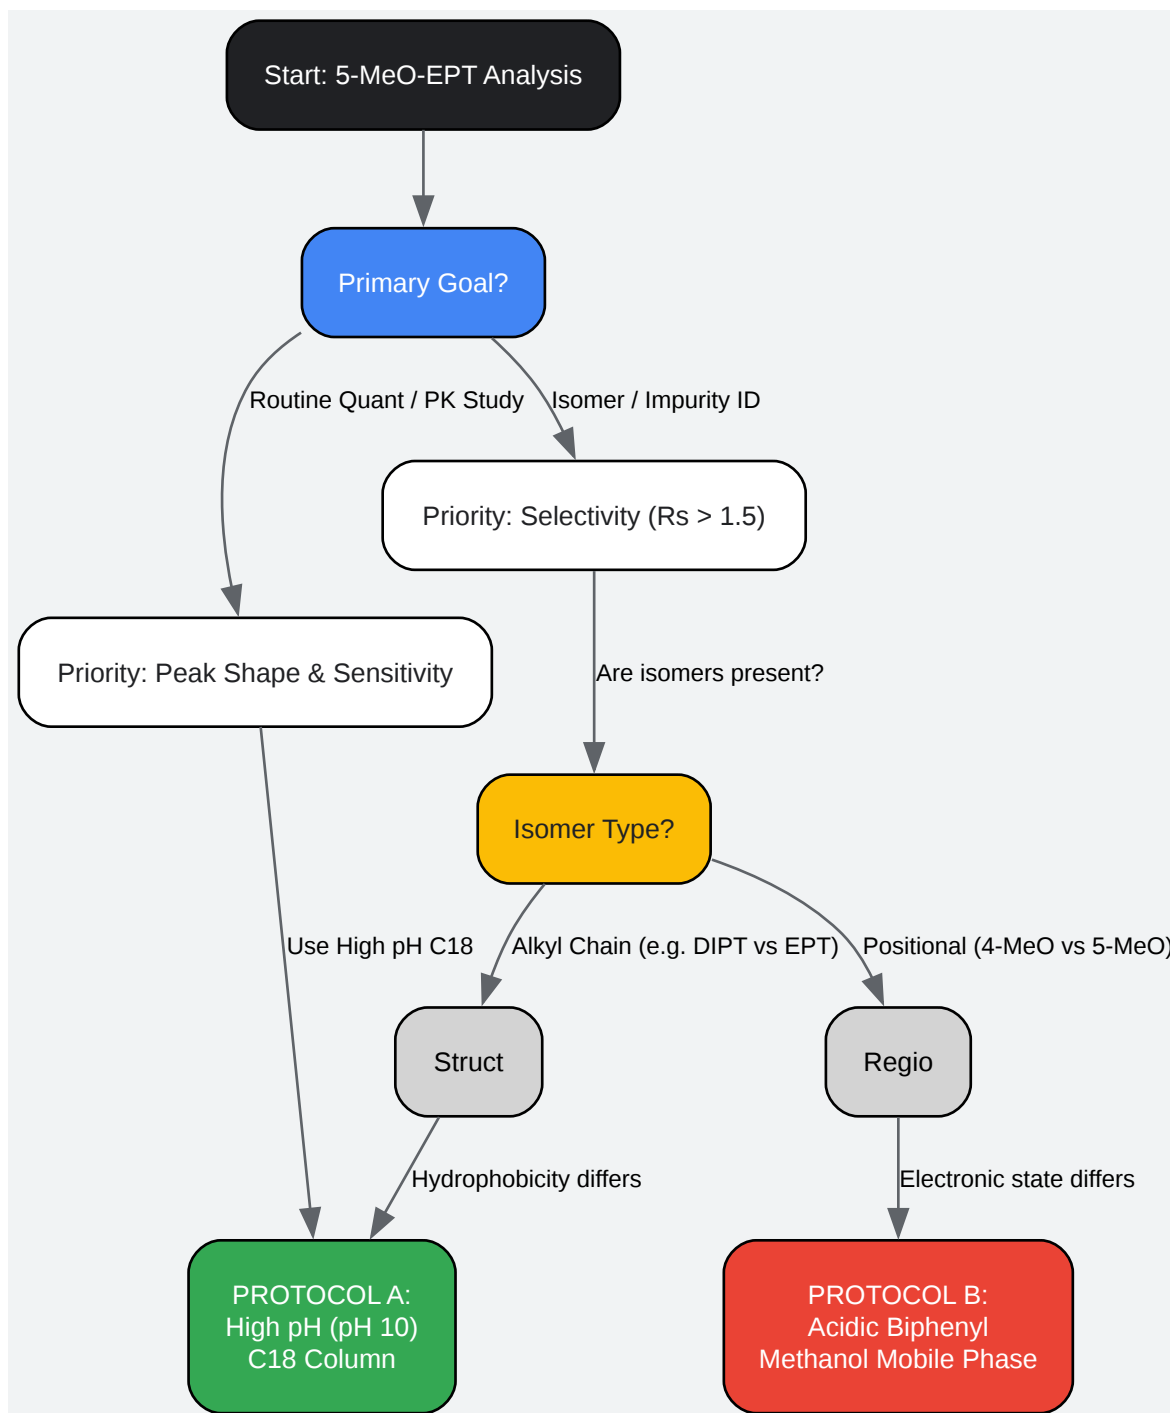 Start: 5-MeO-EPT Analysis
Primary Goal?
Routine Quant / PK Study
Isomer / Impurity ID
Priority: Selectivity (Rs > 1.5)
Priority: Peak Shape & Sensitivity
Are isomers present?
Isomer Type?
Use High pH C18
Alkyl Chain (e.g. DIPT vs EPT)
Positional (4-MeO vs 5-MeO)
Struct
Regio
Hydrophobicity differs
Electronic state differs
PROTOCOL A:
High pH (pH 10)
C18 Column
PROTOCOL B:
Acidic Biphenyl
Methanol Mobile Phase